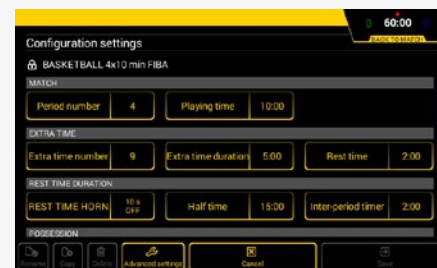 0 60:00 0
BACK TO MATCH
Configuration settings
BASKETBALL 4x10 min FIBA
MATCH
Period number 4 Playing time 10:00
EXTRA TIME
Extra time number 9 Extra time duration 5:00 Rest time 2:00
REST TIME DURATION
REST TIME HORN 10 x OFF Half time 15:00 Inter-period timer 2:00
POSSESSION
Rename Copy Delete Advanced settings Cancel Save